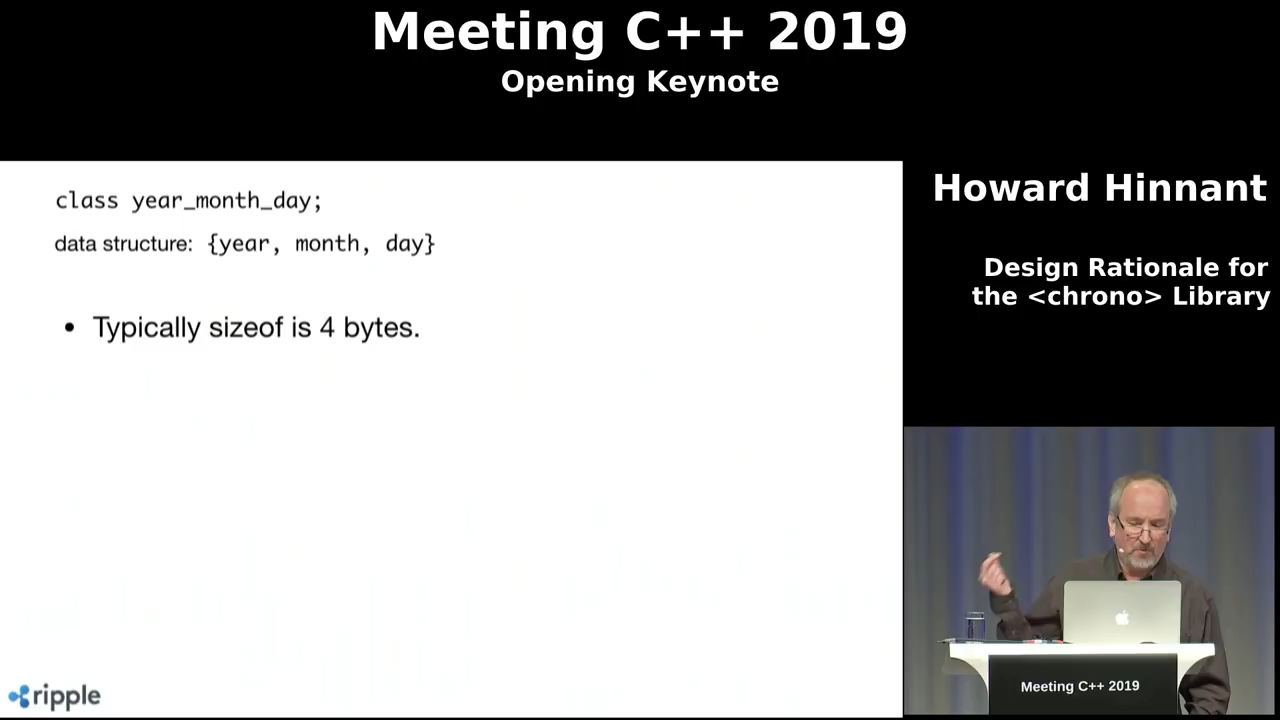 Meeting C++ 2019
Opening Keynote
class year_month_day;
data structure: {year, month, day}
• Typically sizeof is 4 bytes.
ripple
Howard Hinnant
Design Rationale for
the <chrono> Library
Meeting C++ 2019